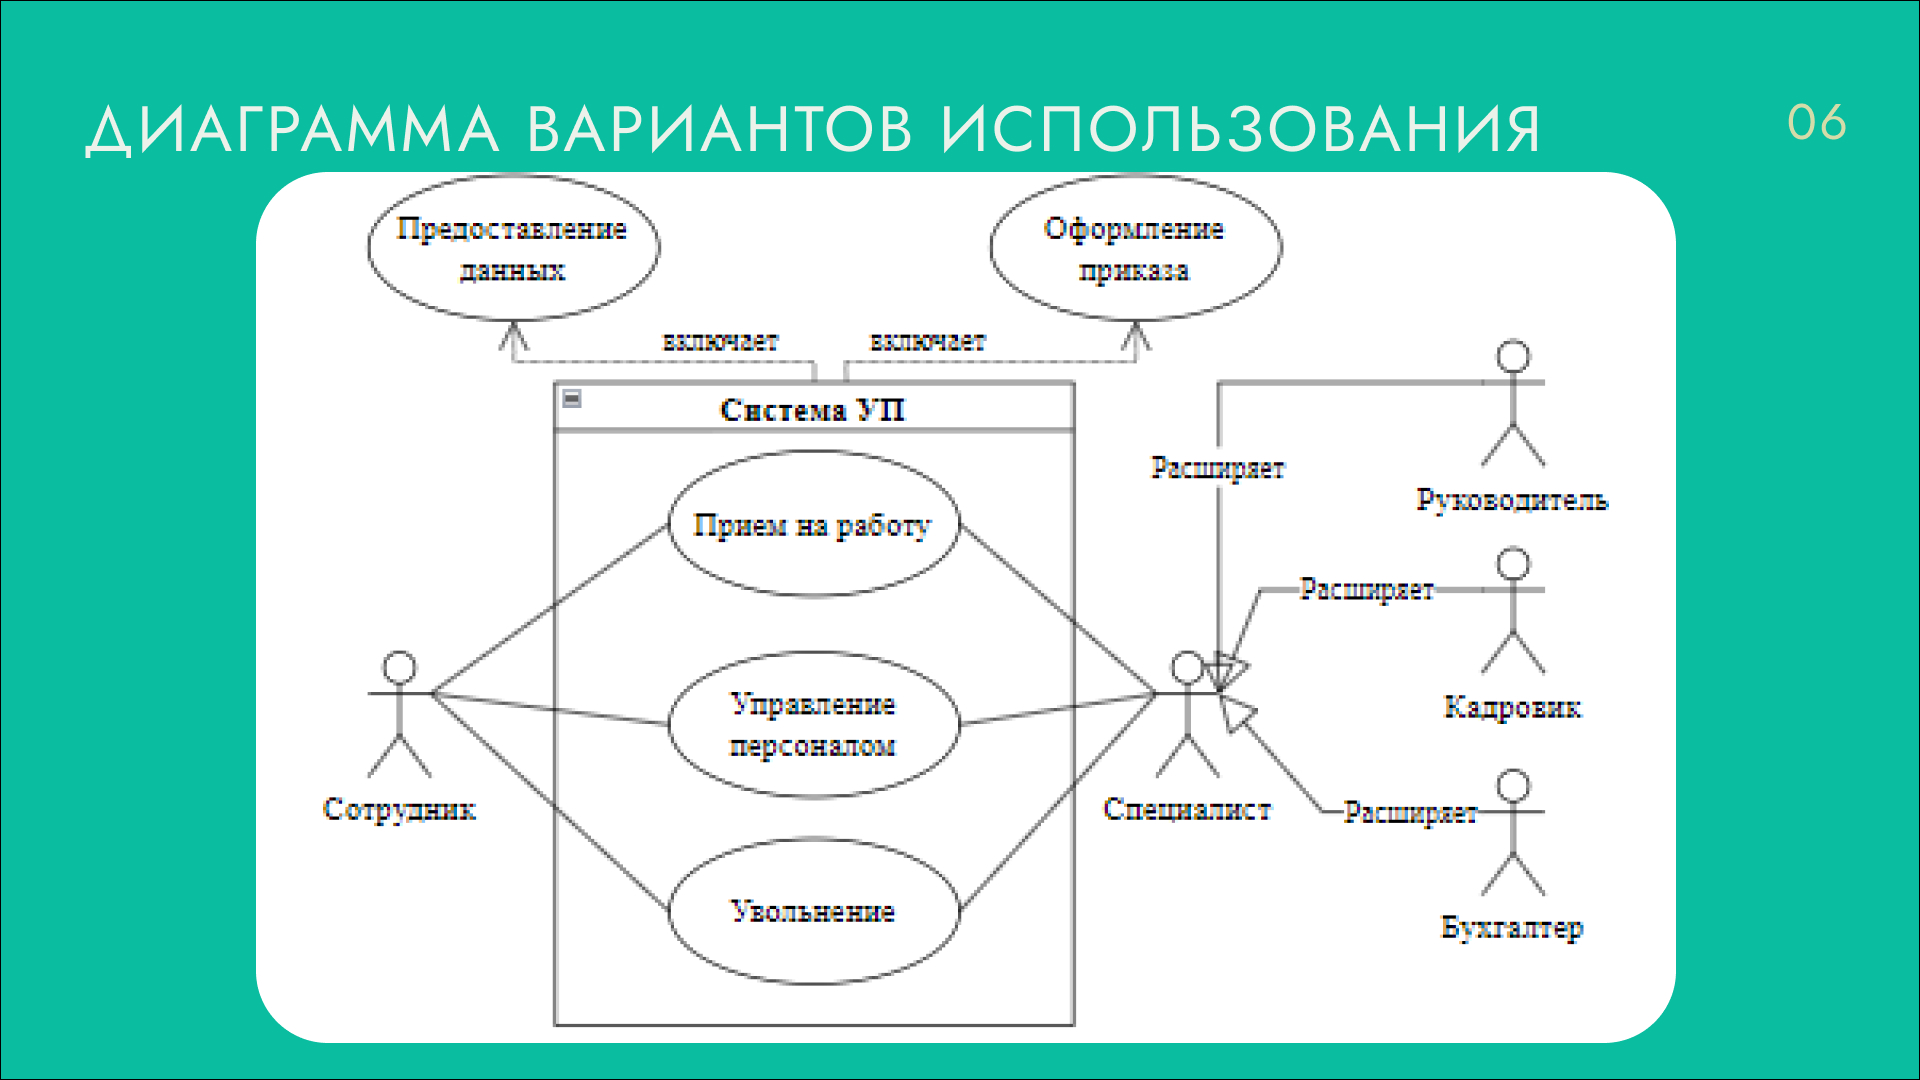 ДИАГРАММА ВАРИАНТОВ ИСПОЛЬЗОВАНИЯ
06
Предоставление
данных
Оформление
приказа
включает
включает
Система УП
Прием на работу
Управление
персоналом
Увольнение
Сотрудник
Специалист
Расширяет
Руководитель
Расширяет
Кадровик
Расширяет
Бухгалтер